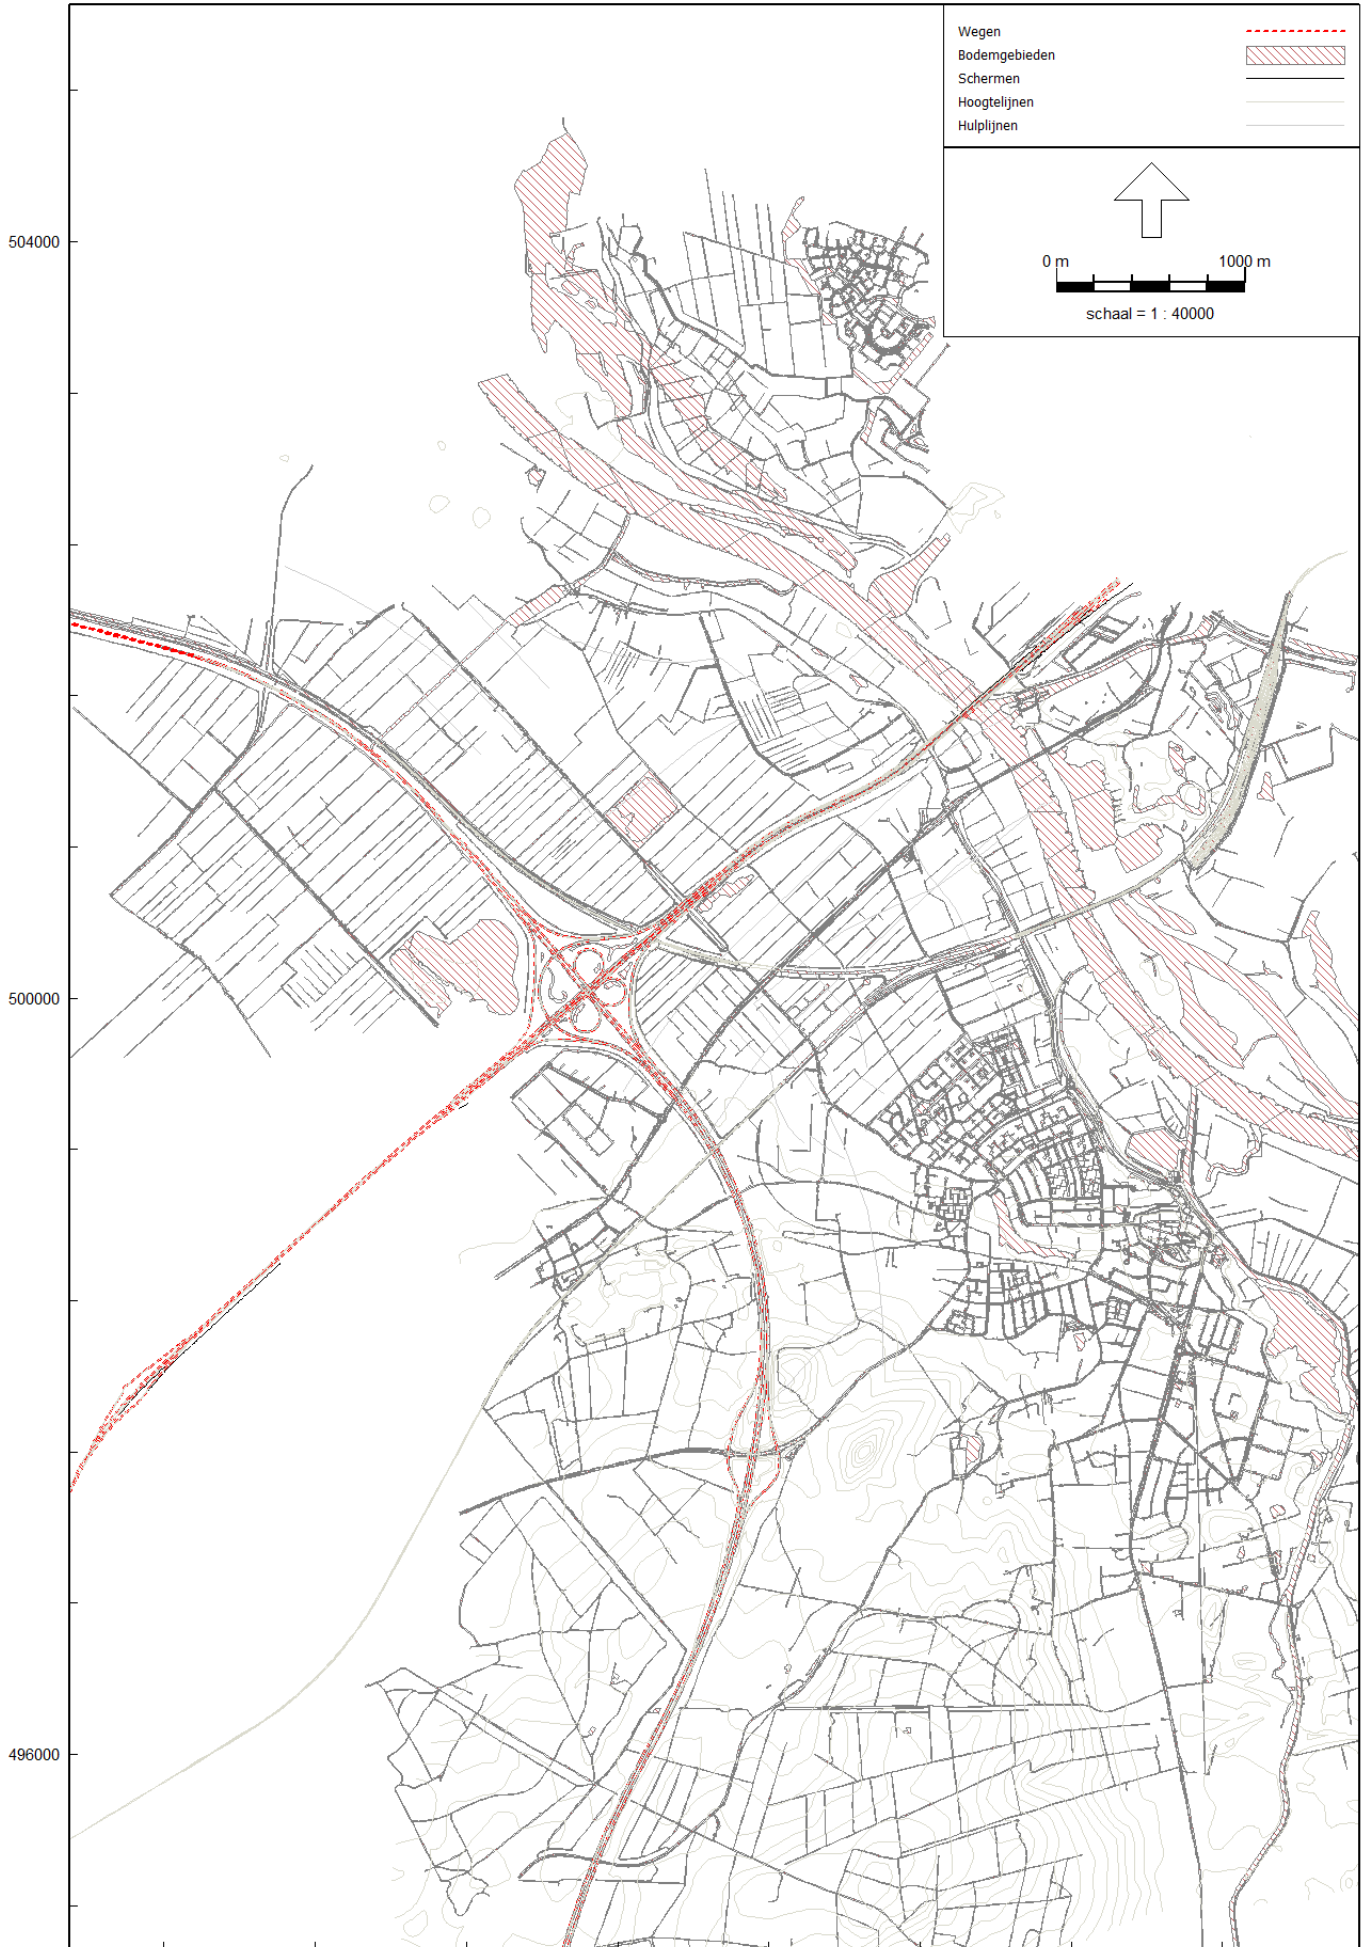 Wegen
Bodemgebieden
Schermen
Hoogtelijnen
Hulplijnen
0 m 1000 m
schaal = 1 : 40000
504000
500000
496000